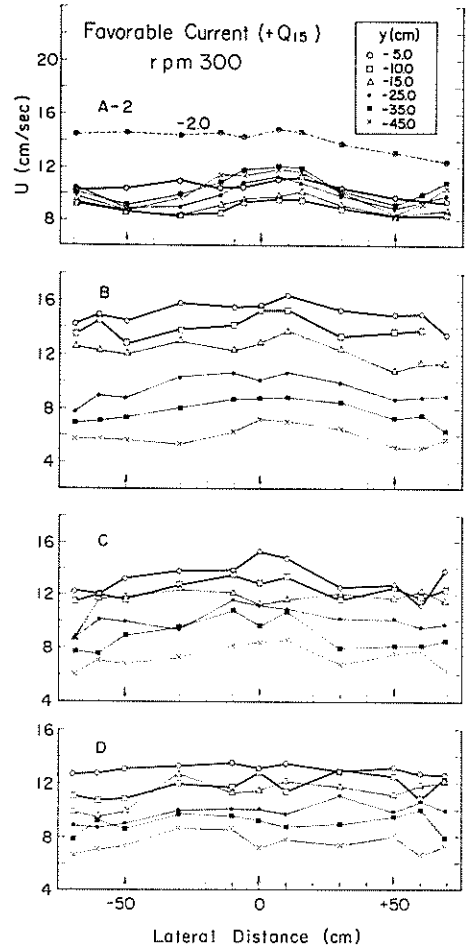 Favorable Current (+Q15)
rpm 300
y (cm)
-5.0
-10.0
-15.0
-25.0
-35.0
-45.0
A-2
-2.0
U (cm/sec)
20
16
12
8
B
16
12
8
4
C
16
12
8
4
D
16
12
8
4
-50
0
+50
Lateral Distance (cm)